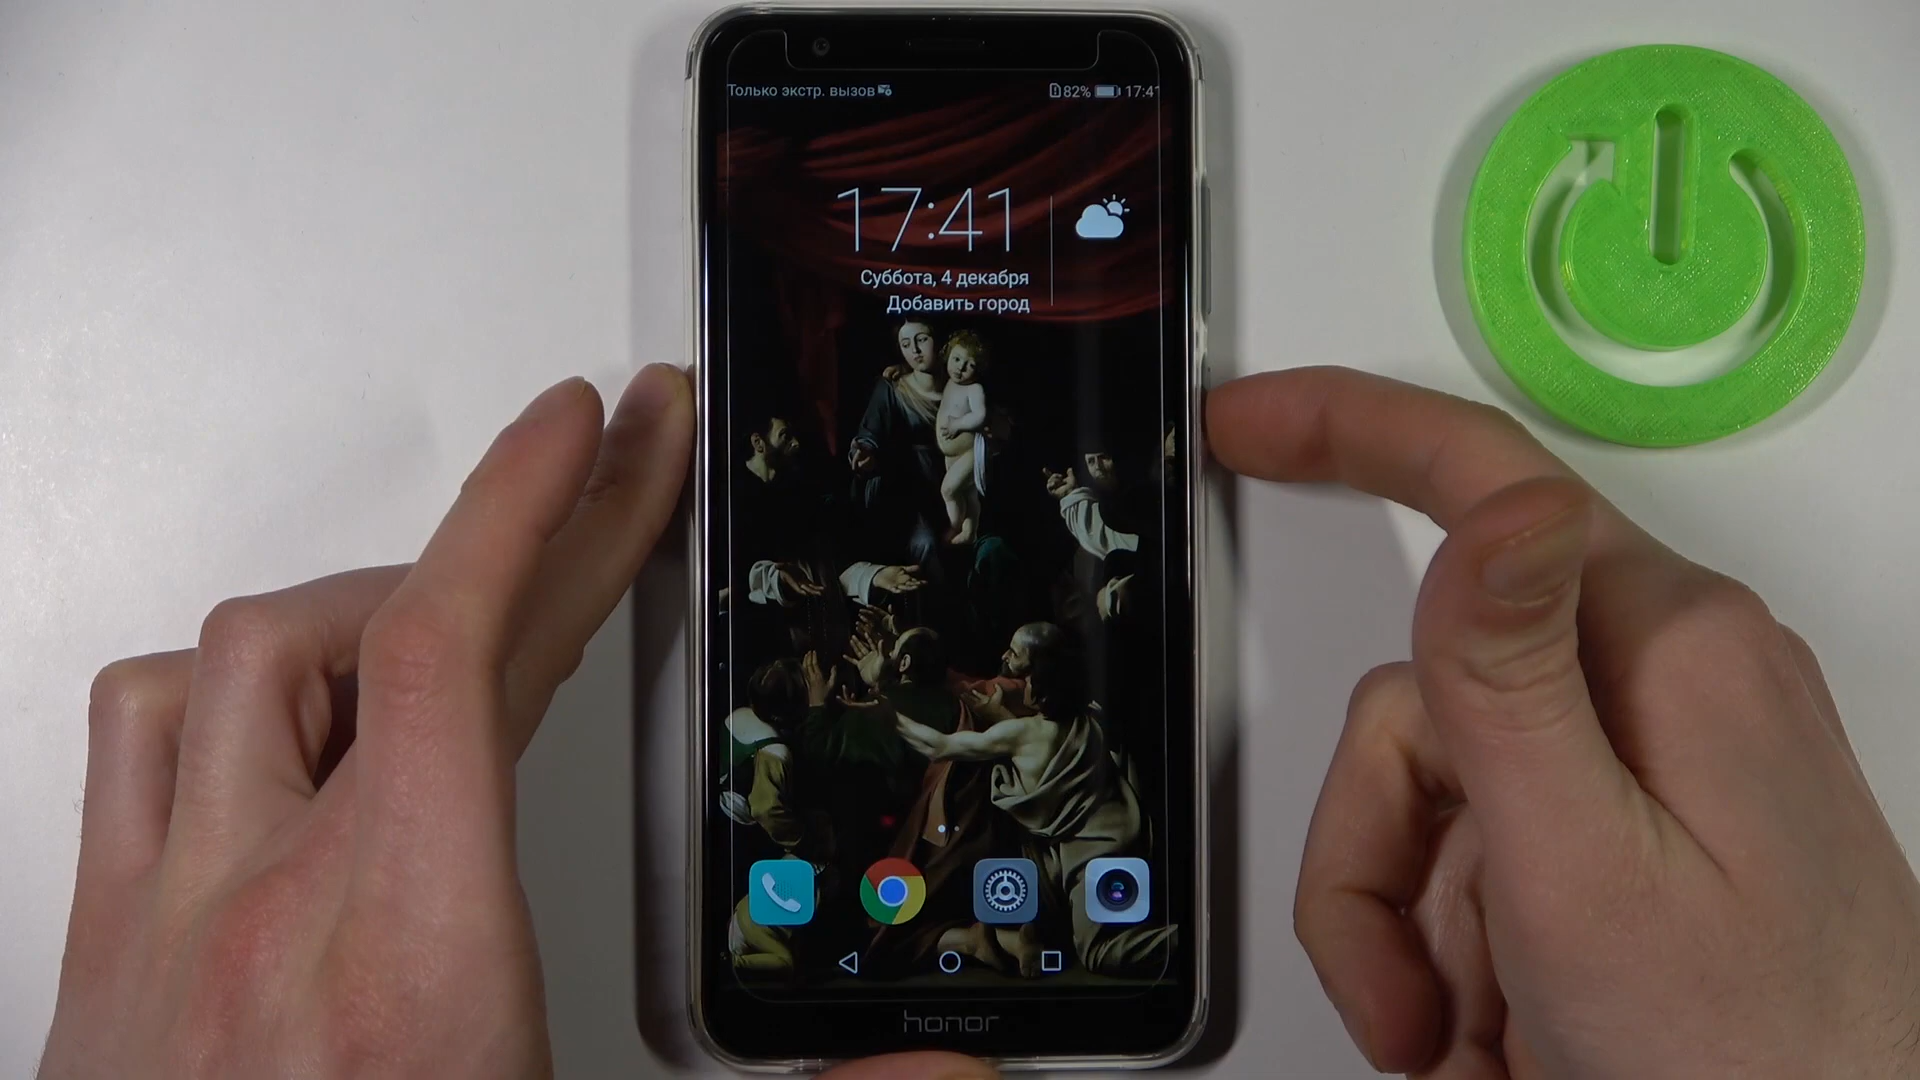 Только экстр. вызов
82% 17:41
17:41
Суббота, 4 декабря
Добавить город
honor